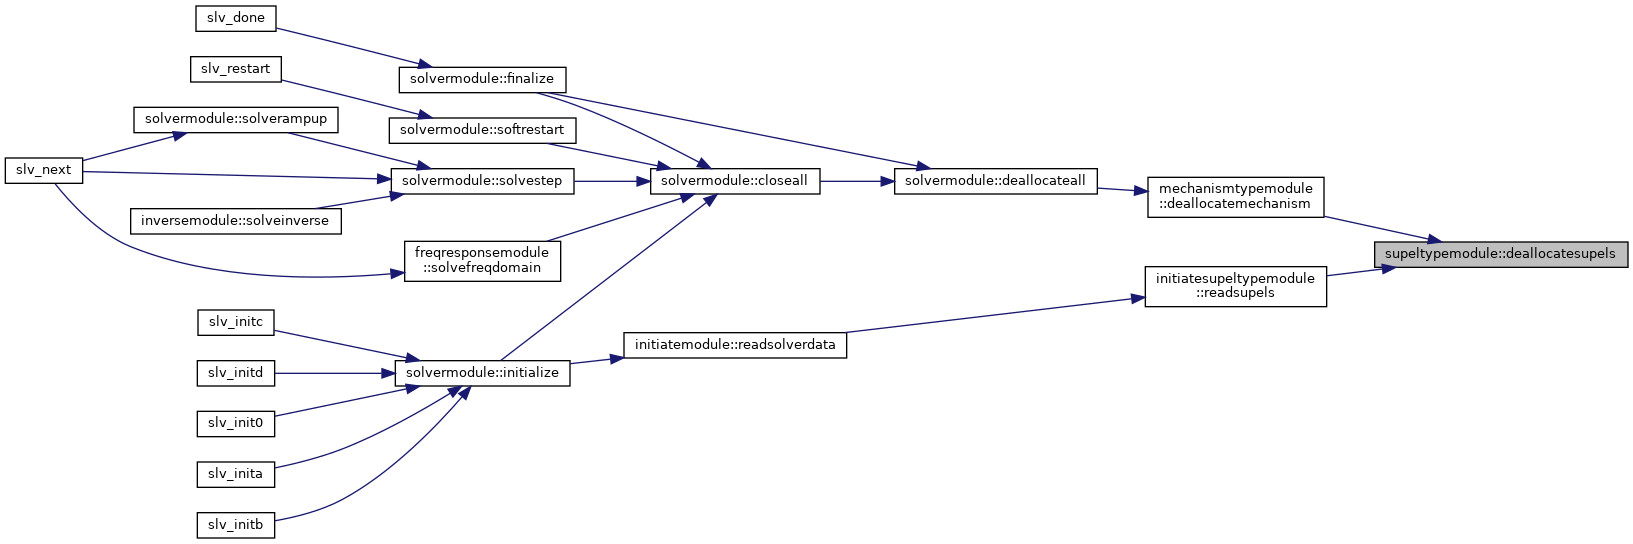 slv_done
slv_restart
solvermodule::finalize
solvermodule::solverampup
solvermodule::softrestart
slv_next
solvermodule::solvestep
solvermodule::closeall
solvermodule::deallocateall
mechanismtypemodule
::deallocatemechanism
inversemodule::solveinverse
freqresponsemodule
::solvefreqdomain
supeltypemodule::deallocatesupels
initiatesupeltypemodule
::readsupels
slv_initc
initiatemodule::readsolverdata
slv_initd
solvermodule::initialize
slv_init0
slv_inita
slv_initb